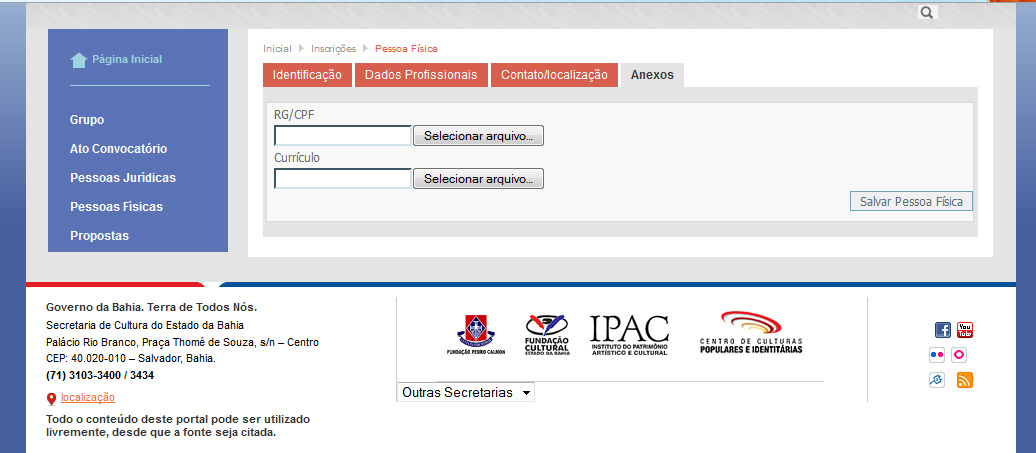 Página Inicial
Grupo
Ato Convocatório
Pessoas Jurídicas
Pessoas Físicas
Propostas
Inicial Inscrições Pessoa Física
Identificação Dados Profissionais Contato/localização Anexos
RG/CPF
Selecionar arquivo...
Currículo
Selecionar arquivo...
Salvar Pessoa Física
Governo da Bahia. Terra de Todos Nós.
Secretaria de Cultura do Estado da Bahia
Palácio Rio Branco, Praça Thomé de Souza, s/n – Centro
CEP: 40.020-010 – Salvador, Bahia.
(71) 3103-3400 / 3434
localização
Todo o conteúdo deste portal pode ser utilizado
livremente, desde que a fonte seja citada.
FUNDAÇÃO PEDRO CALMON
FUNDAÇÃO
CULTURAL
ESTADO DA BAHIA
IPAC
INSTITUTO DO PATRIMÔNIO
ARTÍSTICO E CULTURAL
CENTRO DE CULTURAS
POPULARES E IDENTITÁRIAS
Outras Secretarias
You
Tube